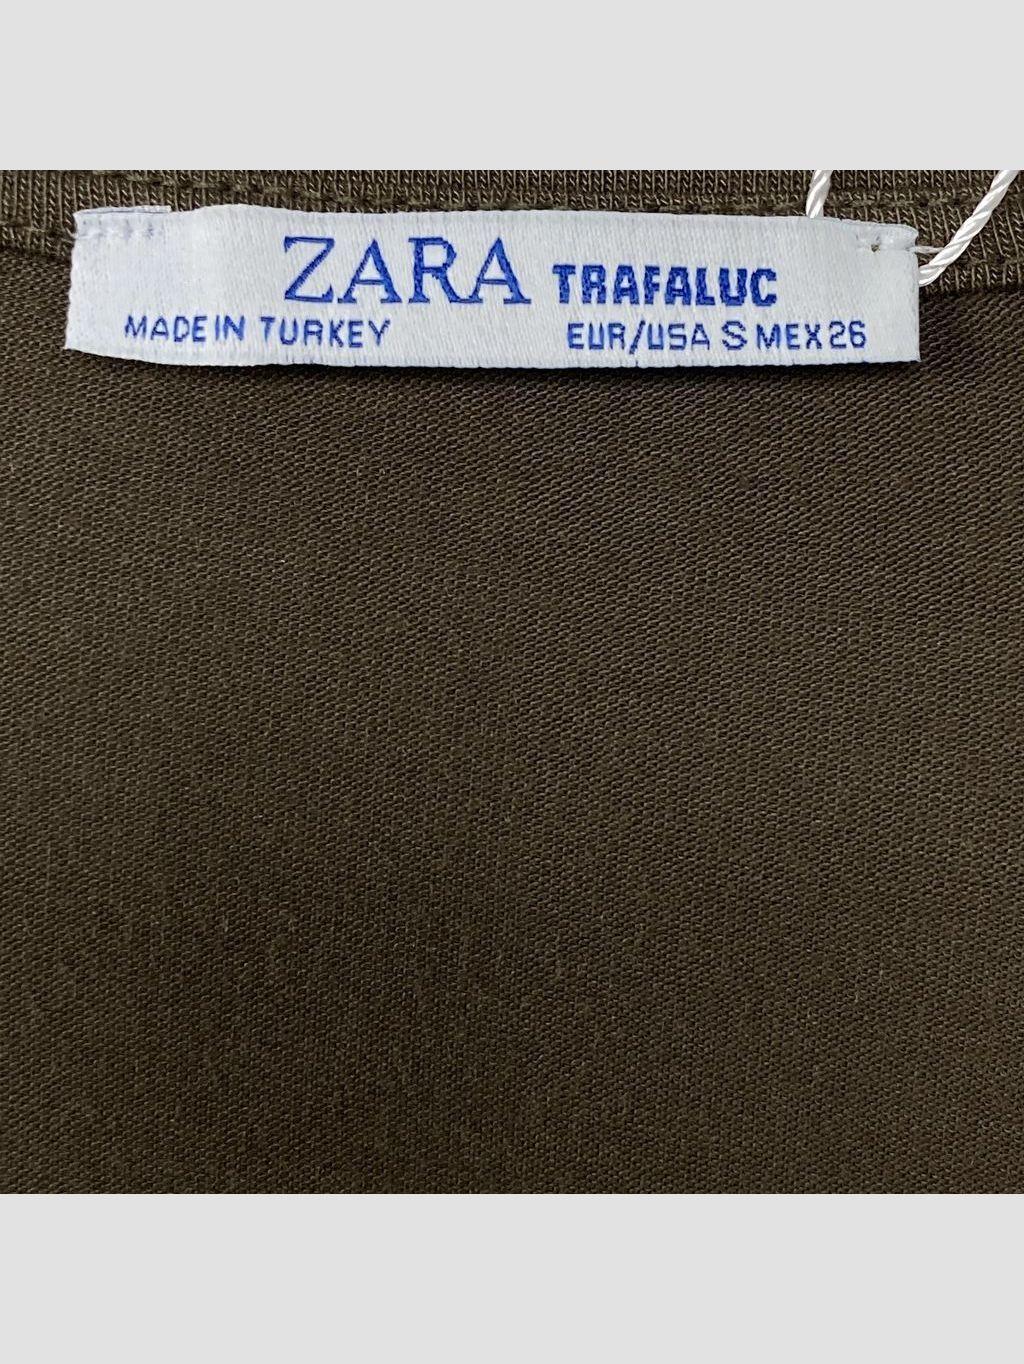 ZARA TRAFALUC
MADE IN TURKEY EUR/USA S MEX 26